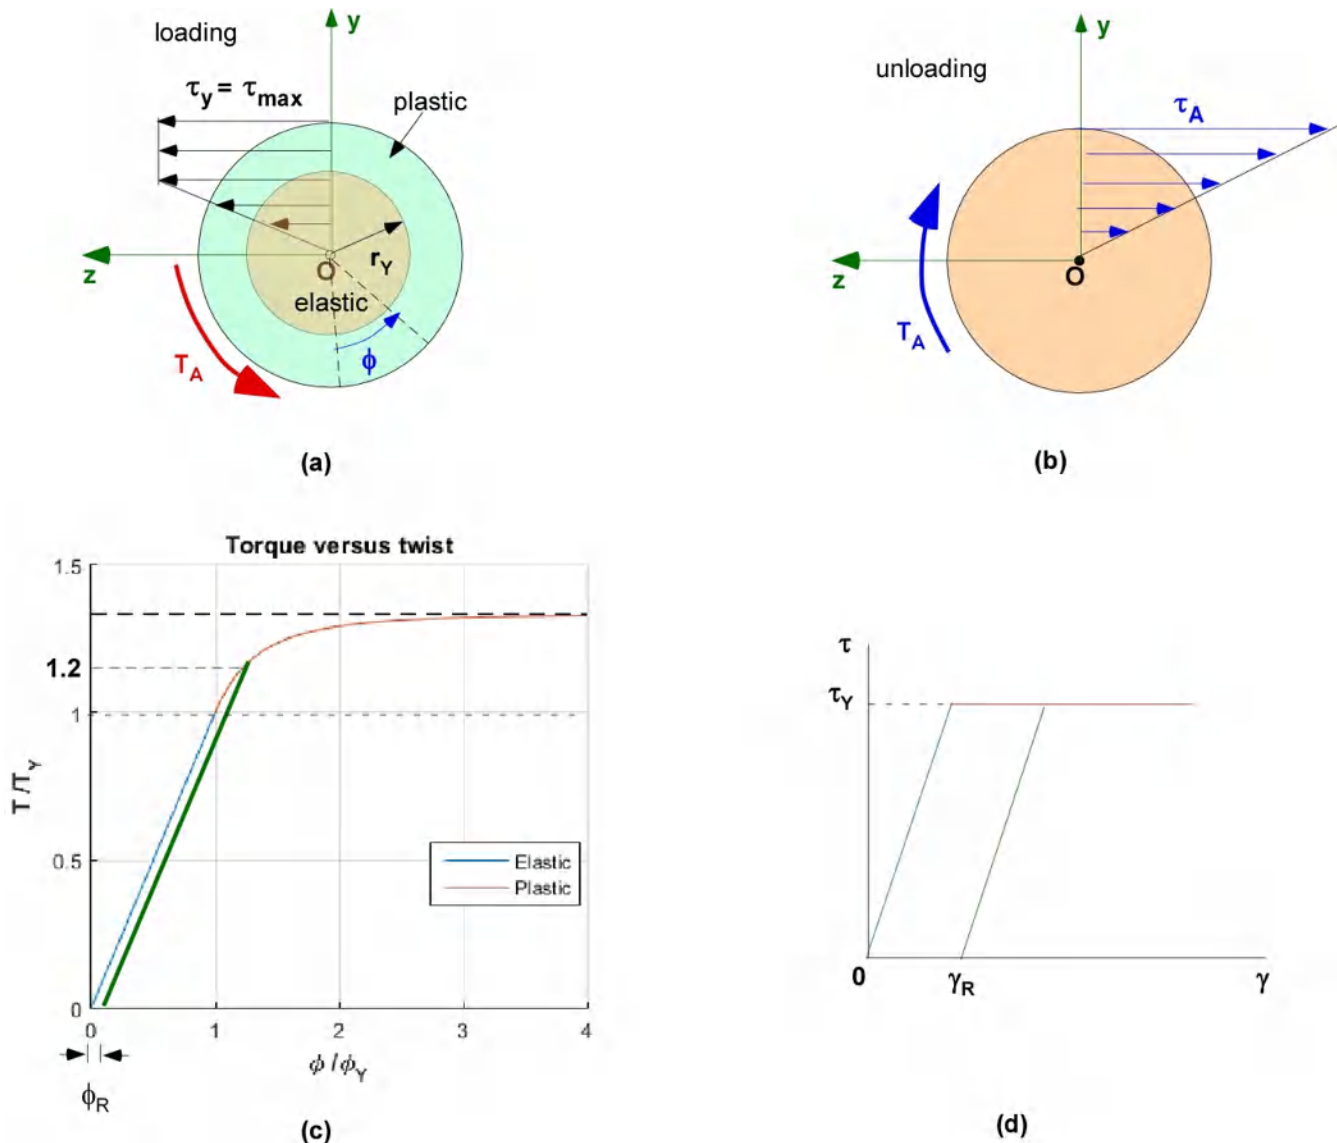 loading
y
τy = τmax
plastic
z
O
rY
elastic
TA
ϕ
(a)
unloading
y
τA
z
O
TA
(b)
Torque versus twist
1.5
1.2
1
0.5
0
T/TY
Elastic
Plastic
0 1 2 3 4
ϕ/ϕY
ϕR
(c)
τ
τY
0 γR γ
(d)